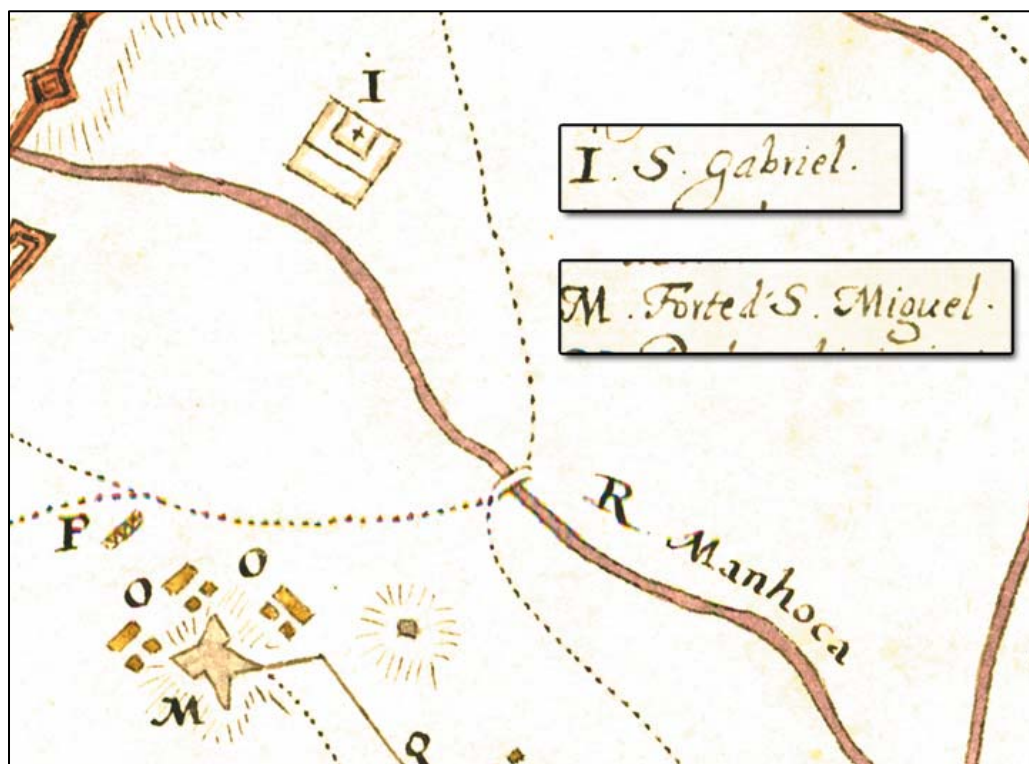 I
I. S. Gabriel.
M. Forte d' S. Miguel.
R. Manhoca
P
O
O
M
Q